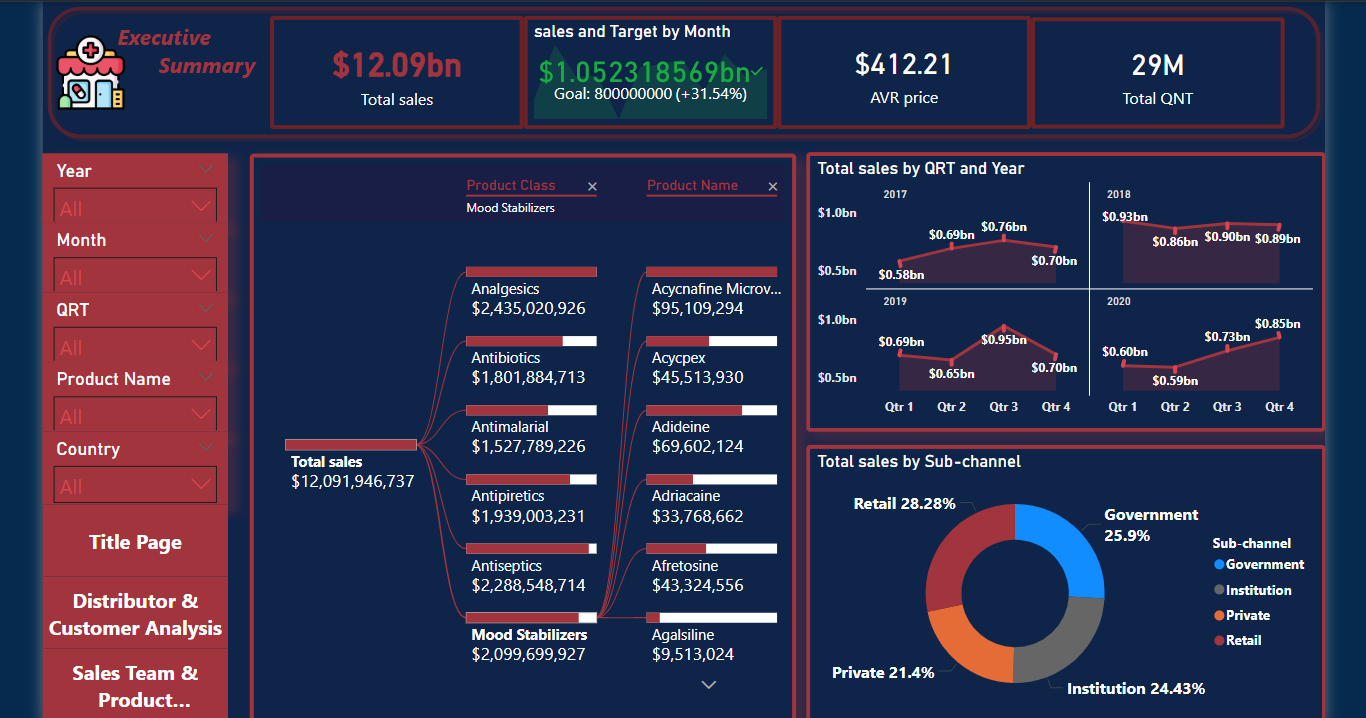 Executive
Summary
$12.09bn
Total sales
sales and Target by Month
$1.052318569bn
Goal: 800000000 (+31.54%)
$412.21
AVR price
29M
Total QNT
Year
All
Month
All
QRT
All
Product Name
All
Country
All
Title Page
Distributor &
Customer Analysis
Sales Team &
Product...
Product Class
Mood Stabilizers
Product Name
Total sales
$12,091,946,737
Analgesics
$2,435,020,926
Antibiotics
$1,801,884,713
Antimalarial
$1,527,789,226
Antipiretics
$1,939,003,231
Antiseptics
$2,288,548,714
Mood Stabilizers
$2,099,699,927
Acycnafine Microv...
$95,109,294
Acycpex
$45,513,930
Adideine
$69,602,124
Adriacaine
$33,768,662
Afretosine
$43,324,556
Agalsiline
$9,513,024
Total sales by QRT and Year
2017
2018
$1.0bn
$0.5bn
$0.58bn
$0.69bn
$0.76bn
$0.70bn
$0.93bn
$0.86bn
$0.90bn
$0.89bn
2019
2020
$1.0bn
$0.5bn
$0.69bn
$0.65bn
$0.95bn
$0.70bn
$0.60bn
$0.59bn
$0.73bn
$0.85bn
Qtr 1 Qtr 2 Qtr 3 Qtr 4 Qtr 1 Qtr 2 Qtr 3 Qtr 4
Total sales by Sub-channel
Retail 28.28%
Government
25.9%
Private 21.4%
Institution 24.43%
Sub-channel
Government
Institution
Private
Retail